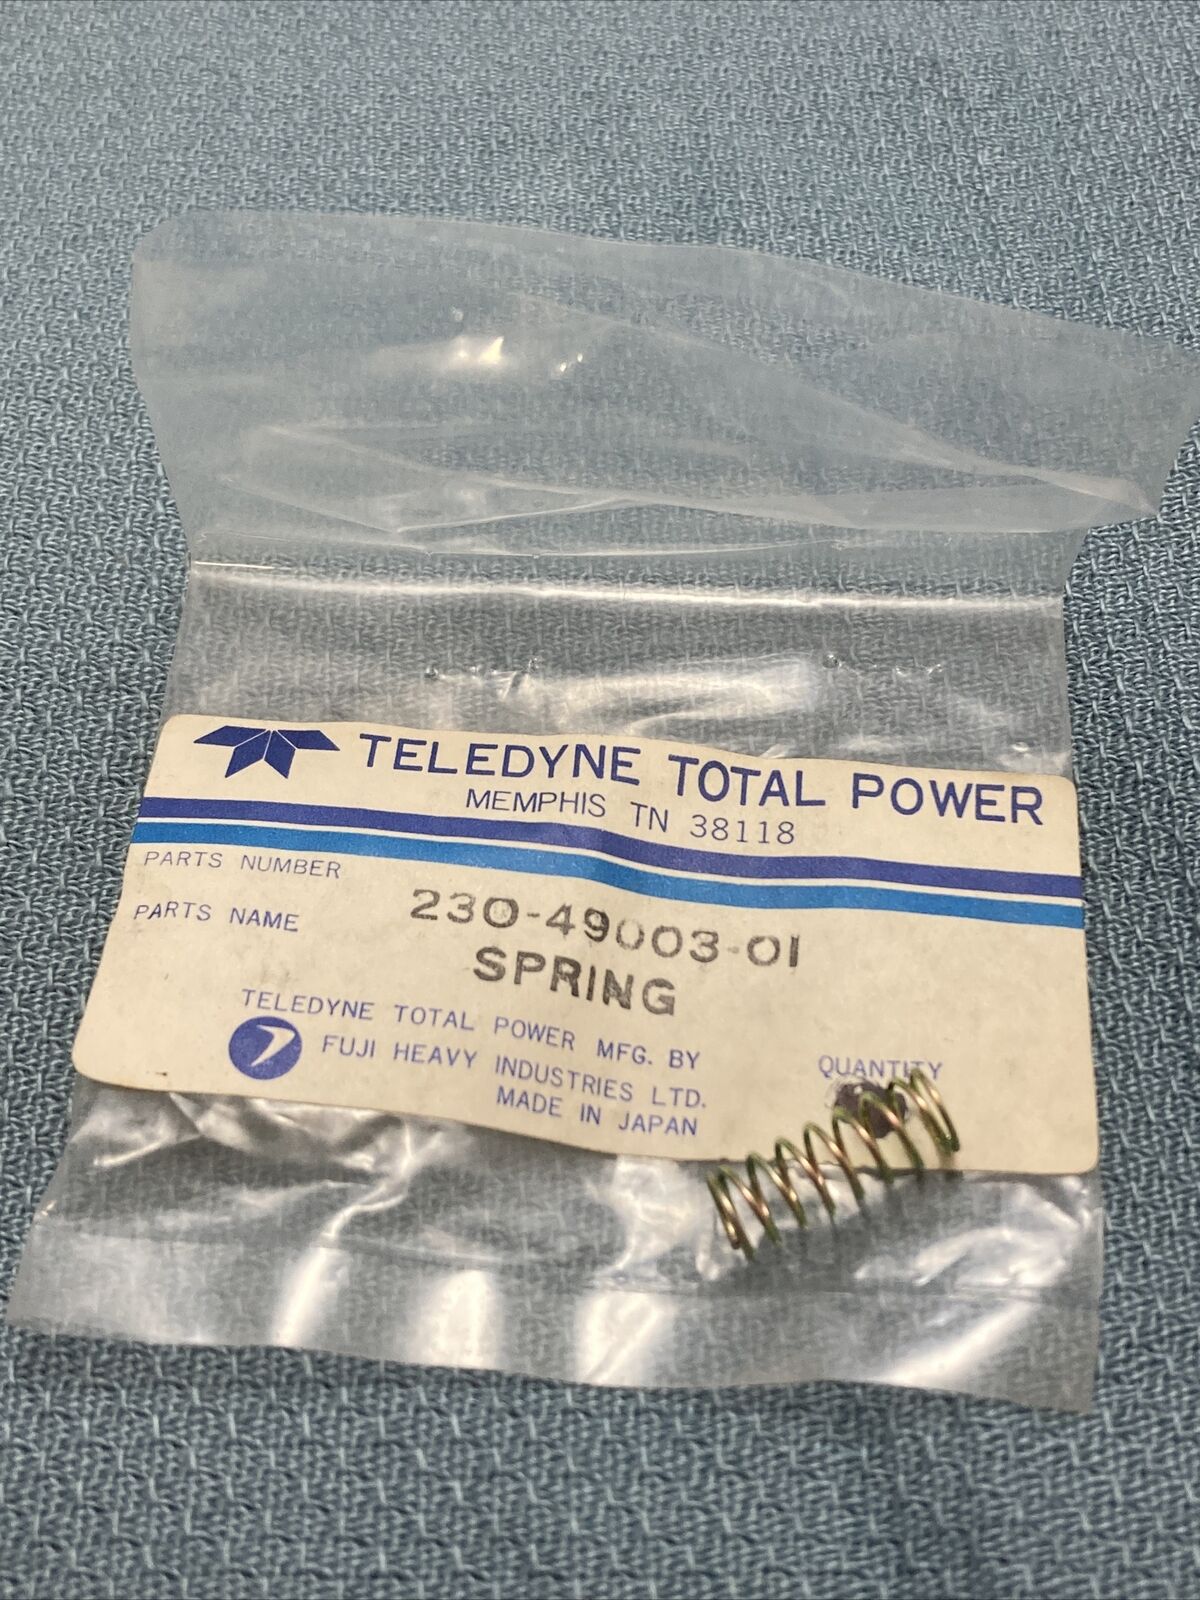 TELEDYNE TOTAL POWER
MEMPHIS TN 38118
PARTS NUMBER 230-49003-01
PARTS NAME SPRING
TELEDYNE TOTAL POWER MFG. BY
FUJI HEAVY INDUSTRIES LTD.
MADE IN JAPAN
QUANTITY